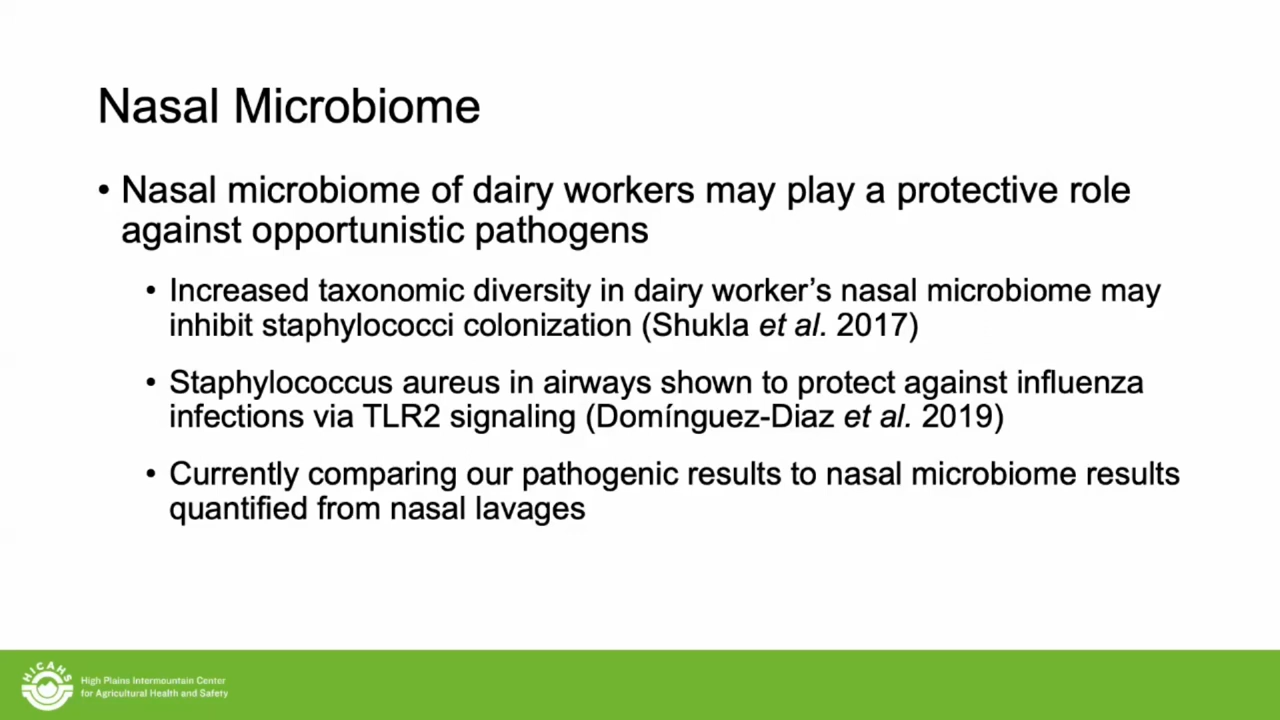 Nasal Microbiome
• Nasal microbiome of dairy workers may play a protective role
against opportunistic pathogens
• Increased taxonomic diversity in dairy worker’s nasal microbiome may
inhibit staphylococci colonization (Shukla et al. 2017)
• Staphylococcus aureus in airways shown to protect against influenza
infections via TLR2 signaling (Domínguez-Diaz et al. 2019)
• Currently comparing our pathogenic results to nasal microbiome results
quantified from nasal lavages
HICAHS
High Plains Intermountain Center
for Agricultural Health and Safety